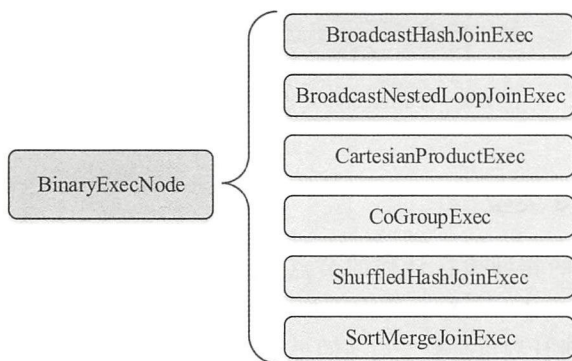 BroadcastHashJoinExec
BroadcastNestedLoopJoinExec
CartesianProductExec
BinaryExecNode
CoGroupExec
ShuffledHashJoinExec
SortMergeJoinExec